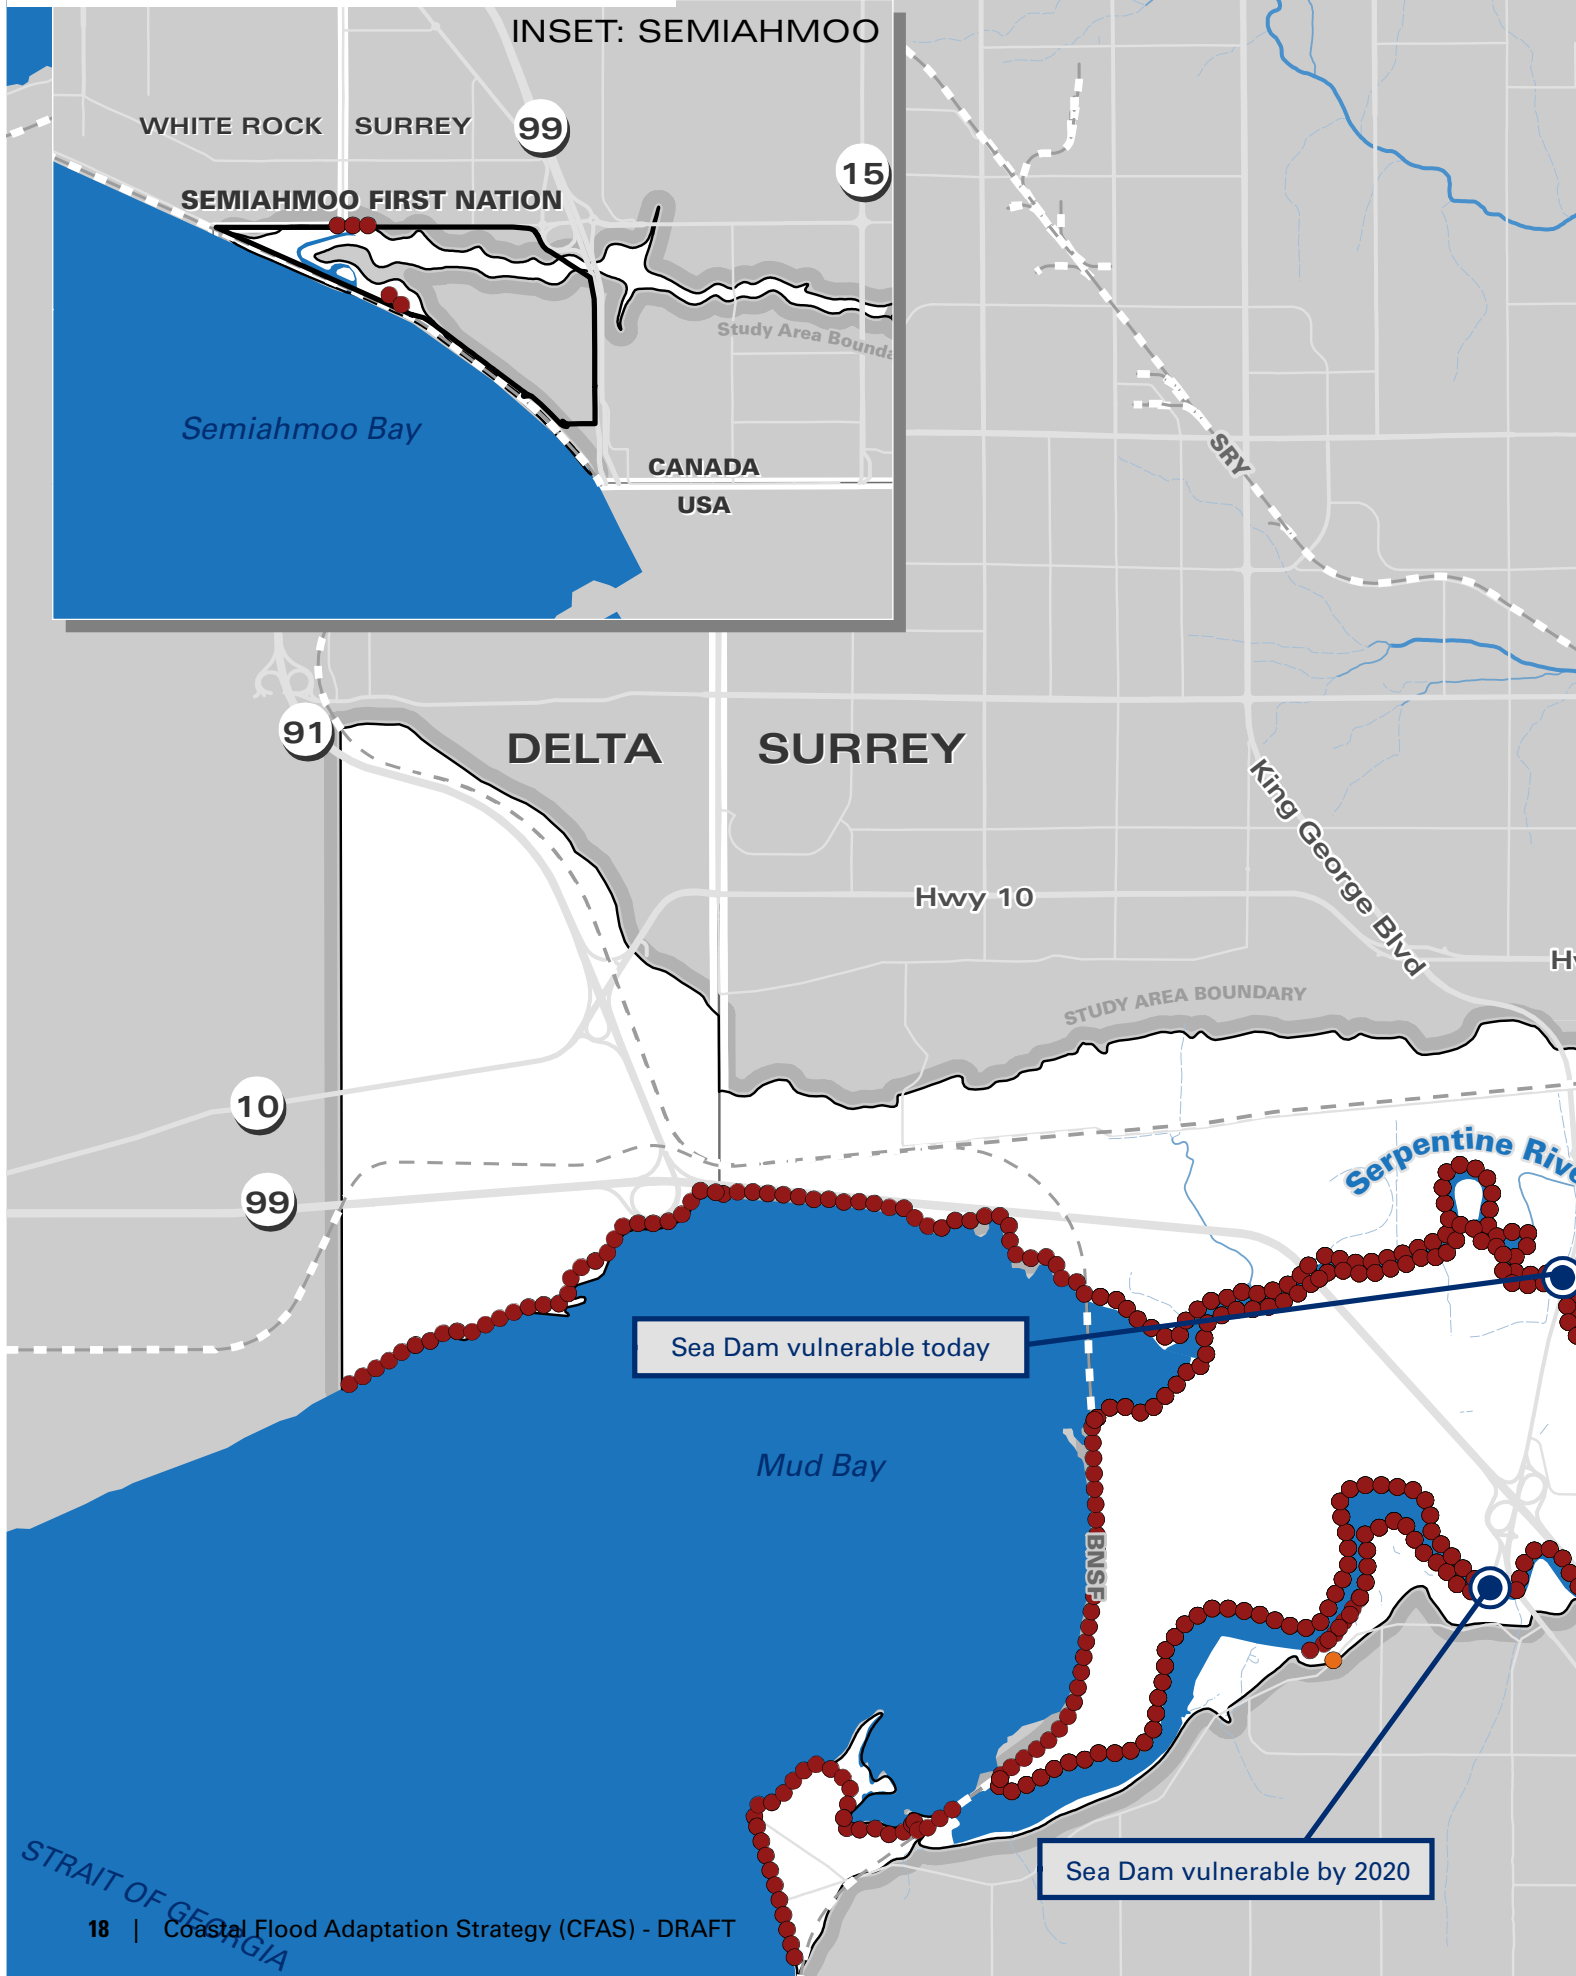 INSET: SEMIAHMOO
WHITE ROCK
SURREY
99
15
SEMIAHMOO FIRST NATION
Study Area Bounda
Semiahmoo Bay
CANADA
USA
SRY
91
DELTA
SURREY
King George Blvd
Hwy 10
STUDY AREA BOUNDARY
10
Serpentine Rive
99
Sea Dam vulnerable today
Mud Bay
BNSF
Sea Dam vulnerable by 2020
STRAIT OF GEORGIA
18 | Coastal Flood Adaptation Strategy (CFAS) - DRAFT